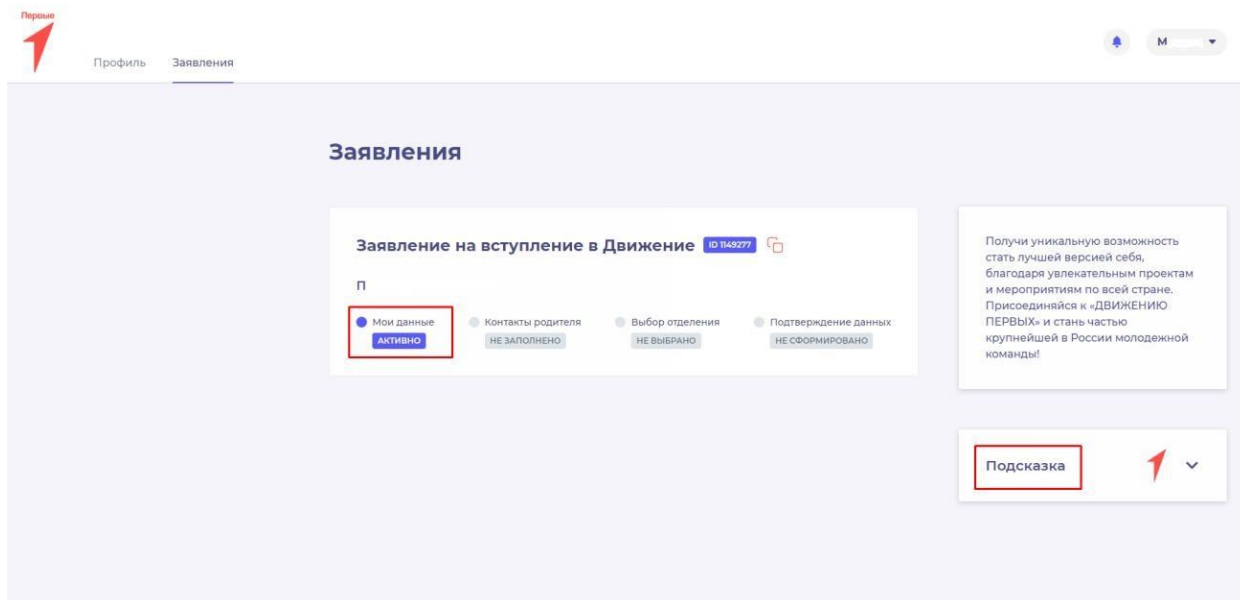 Первые
Профиль Заявления
М
Заявления
Заявление на вступление в Движение ID 1149277
П
Мои данные Контакты родителя Выбор отделения Подтверждение данных
АКТИВНО НЕ ЗАПОЛНЕНО НЕ ВЫБРАНО НЕ СФОРМИРОВАНО
Получи уникальную возможность
стать лучшей версией себя,
благодаря увлекательным проектам
и мероприятиям по всей стране.
Присоединяйся к «ДВИЖЕНИЮ
ПЕРВЫХ» и стань частью
крупнейшей в России молодежной
команды!
Подсказка